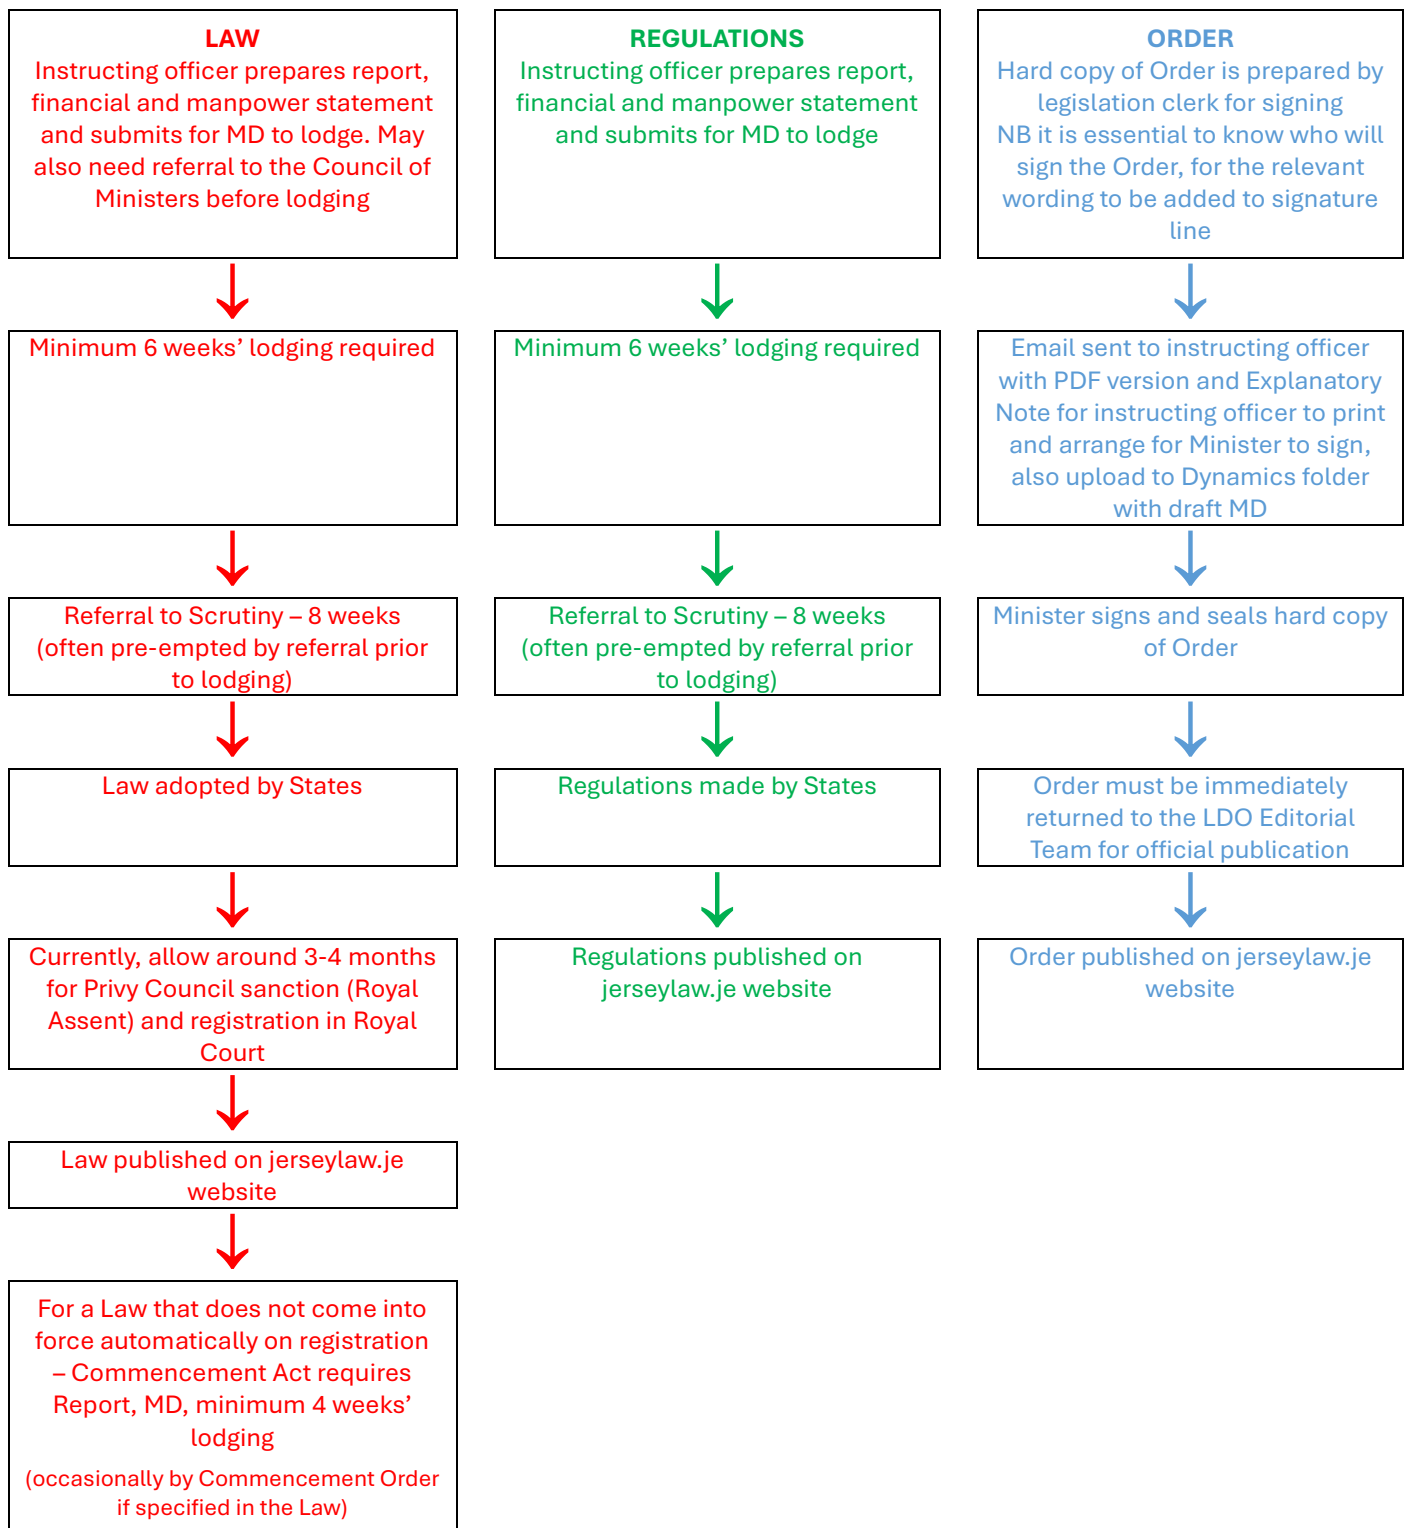 LAW
Instructing officer prepares report,
financial and manpower statement
and submits for MD to lodge. May
also need referral to the Council of
Ministers before lodging
Minimum 6 weeks’ lodging required
Referral to Scrutiny – 8 weeks
(often pre-empted by referral prior
to lodging)
Law adopted by States
Currently, allow around 3-4 months
for Privy Council sanction (Royal
Assent) and registration in Royal
Court
Law published on jerseylaw.je
website
For a Law that does not come into
force automatically on registration
– Commencement Act requires
Report, MD, minimum 4 weeks’
lodging
(occasionally by Commencement Order
if specified in the Law)
REGULATIONS
Instructing officer prepares report,
financial and manpower statement
and submits for MD to lodge
Minimum 6 weeks’ lodging required
Referral to Scrutiny – 8 weeks
(often pre-empted by referral prior
to lodging)
Regulations made by States
Regulations published on
jerseylaw.je website
ORDER
Hard copy of Order is prepared by
legislation clerk for signing
NB it is essential to know who will
sign the Order, for the relevant
wording to be added to signature
line
Email sent to instructing officer
with PDF version and Explanatory
Note for instructing officer to print
and arrange for Minister to sign,
also upload to Dynamics folder
with draft MD
Minister signs and seals hard copy
of Order
Order must be immediately
returned to the LDO Editorial
Team for official publication
Order published on jerseylaw.je
website